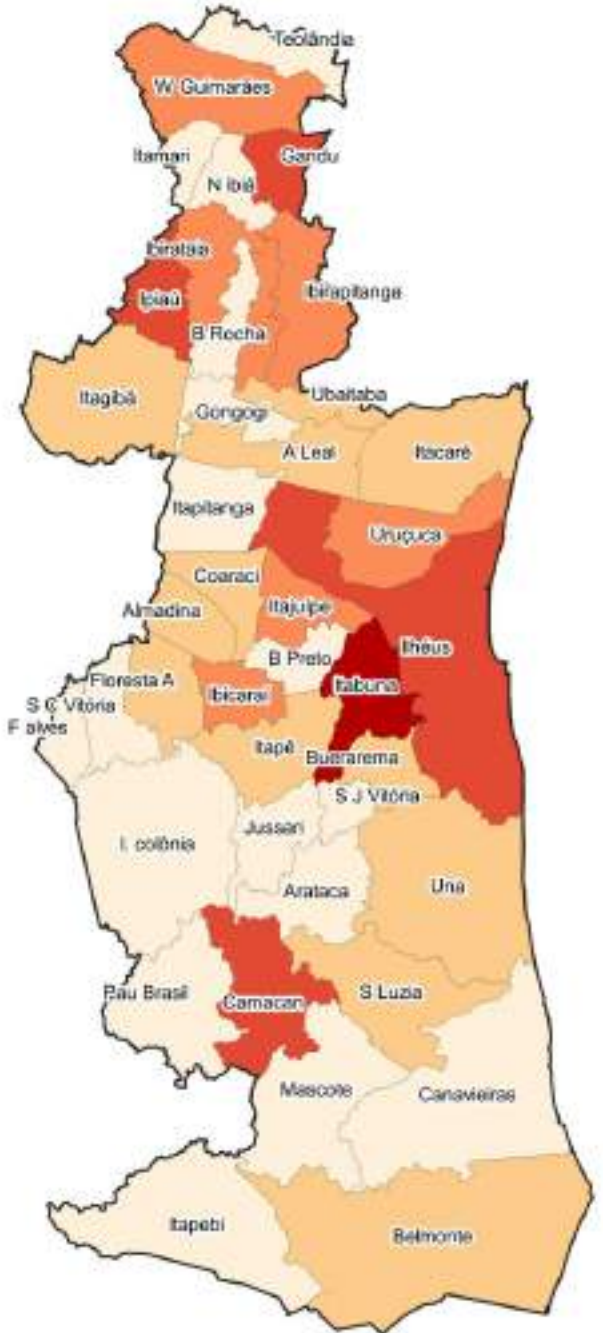 Teolândia
W Guimarães
Itamari
Gandu
N ibiá
Ibirataia
Ibirapitanga
Ipiaú
B Rocha
Itagibá
Ubaitaba
Gongogi
A Leal
Itacaré
Itapitanga
Uruçuca
Coaraci
Almadina
Itajuípe
Ilhéus
B Preto
Floresta A
Itabuna
Ibicarai
S C Vitória
F alves
Itapê
Buerarema
S J Vitória
Jussari
I. colônia
Arataca
Una
Pau Brasil
Camacan
S Luzia
Mascote
Canavieiras
Itapebi
Belmonte